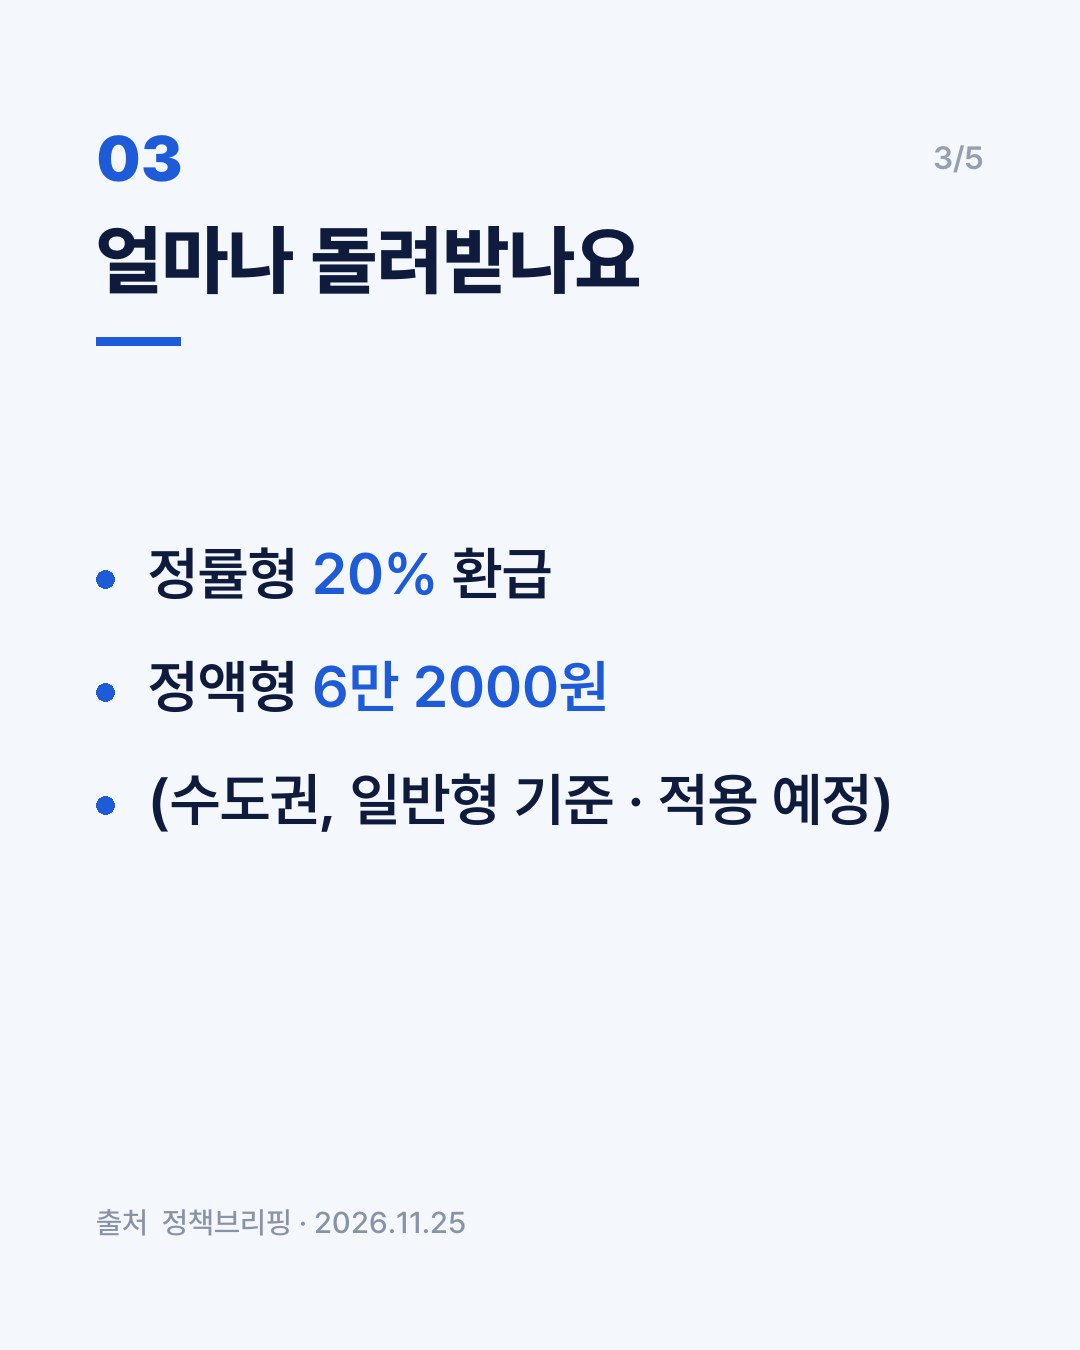 03
3/5
얼마나 돌려받나요
정률형 20% 환급
정액형 6만 2000원
(수도권, 일반형 기준 · 적용 예정)
출처 정책브리핑 · 2026.11.25